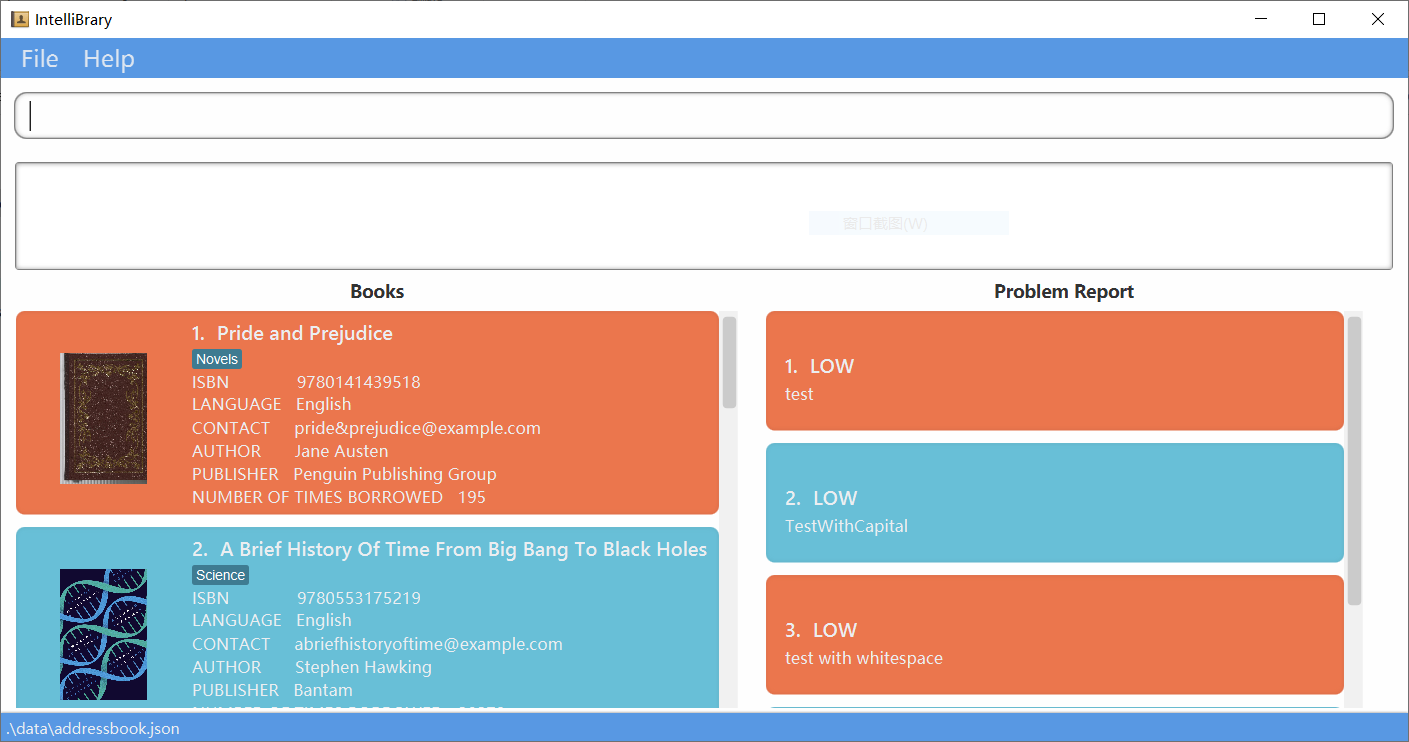 IntelliBrary
File Help
窗口截图(W)
Books
Problem Report
1. Pride and Prejudice
Novels
ISBN 9780141439518
LANGUAGE English
CONTACT pride&prejudice@example.com
AUTHOR Jane Austen
PUBLISHER Penguin Publishing Group
NUMBER OF TIMES BORROWED 195
2. A Brief History Of Time From Big Bang To Black Holes
Science
ISBN 9780553175219
LANGUAGE English
CONTACT abriefhistoryoftime@example.com
AUTHOR Stephen Hawking
PUBLISHER Bantam
1. LOW
test
2. LOW
TestWithCapital
3. LOW
test with whitespace
.\data\addressbook.json